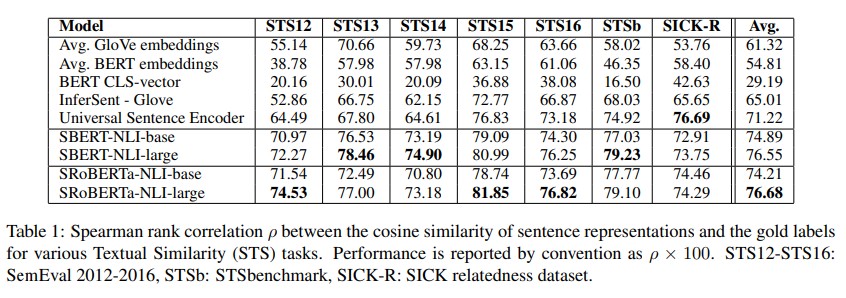 Model STS12 STS13 STS14 STS15 STS16 STSb SICK-R Avg.
Avg. GloVe embeddings 55.14 70.66 59.73 68.25 63.66 58.02 53.76 61.32
Avg. BERT embeddings 38.78 57.98 57.98 63.15 61.06 46.35 58.40 54.81
BERT CLS-vector 20.16 30.01 20.09 36.88 38.08 16.50 42.63 29.19
InferSent - Glove 52.86 66.75 62.15 72.77 66.87 68.03 65.65 65.01
Universal Sentence Encoder 64.49 67.80 64.61 76.83 73.18 74.92 76.69 71.22
SBERT-NLI-base 70.97 76.53 73.19 79.09 74.30 77.03 72.91 74.89
SBERT-NLI-large 72.27 78.46 74.90 80.99 76.25 79.23 73.75 76.55
SRoBERTa-NLI-base 71.54 72.49 70.80 78.74 73.69 77.77 74.46 74.21
SRoBERTa-NLI-large 74.53 77.00 73.18 81.85 76.82 79.10 74.29 76.68
Table 1: Spearman rank correlation ρ between the cosine similarity of sentence representations and the gold labels
for various Textual Similarity (STS) tasks. Performance is reported by convention as ρ × 100. STS12-STS16:
SemEval 2012-2016, STSb: STSbenchmark, SICK-R: SICK relatedness dataset.